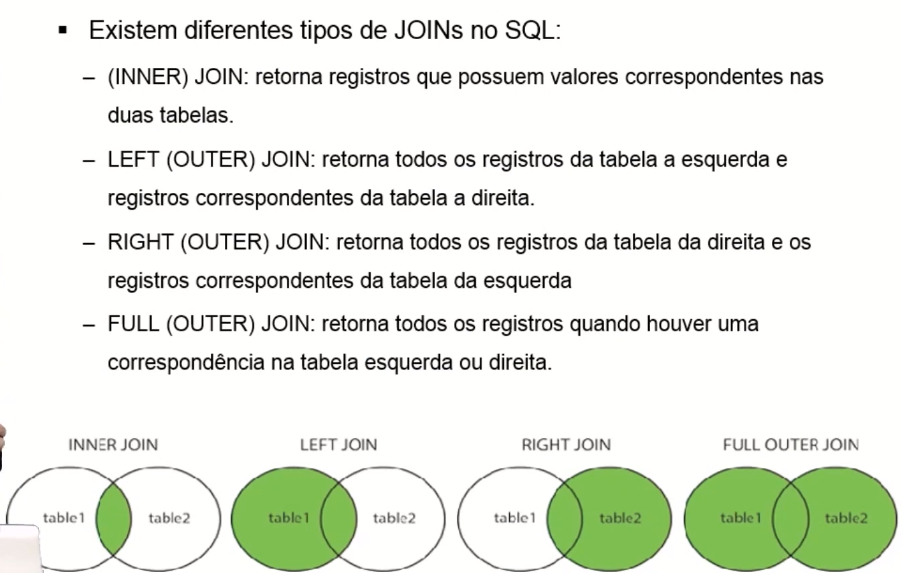 ▪ Existem diferentes tipos de JOINs no SQL:
– (INNER) JOIN: retorna registros que possuem valores correspondentes nas
duas tabelas.
– LEFT (OUTER) JOIN: retorna todos os registros da tabela a esquerda e
registros correspondentes da tabela a direita.
– RIGHT (OUTER) JOIN: retorna todos os registros da tabela da direita e os
registros correspondentes da tabela da esquerda
– FULL (OUTER) JOIN: retorna todos os registros quando houver uma
correspondência na tabela esquerda ou direita.
INNER JOIN
table1 table2
LEFT JOIN
table1 table2
RIGHT JOIN
table1 table2
FULL OUTER JOIN
table1 table2